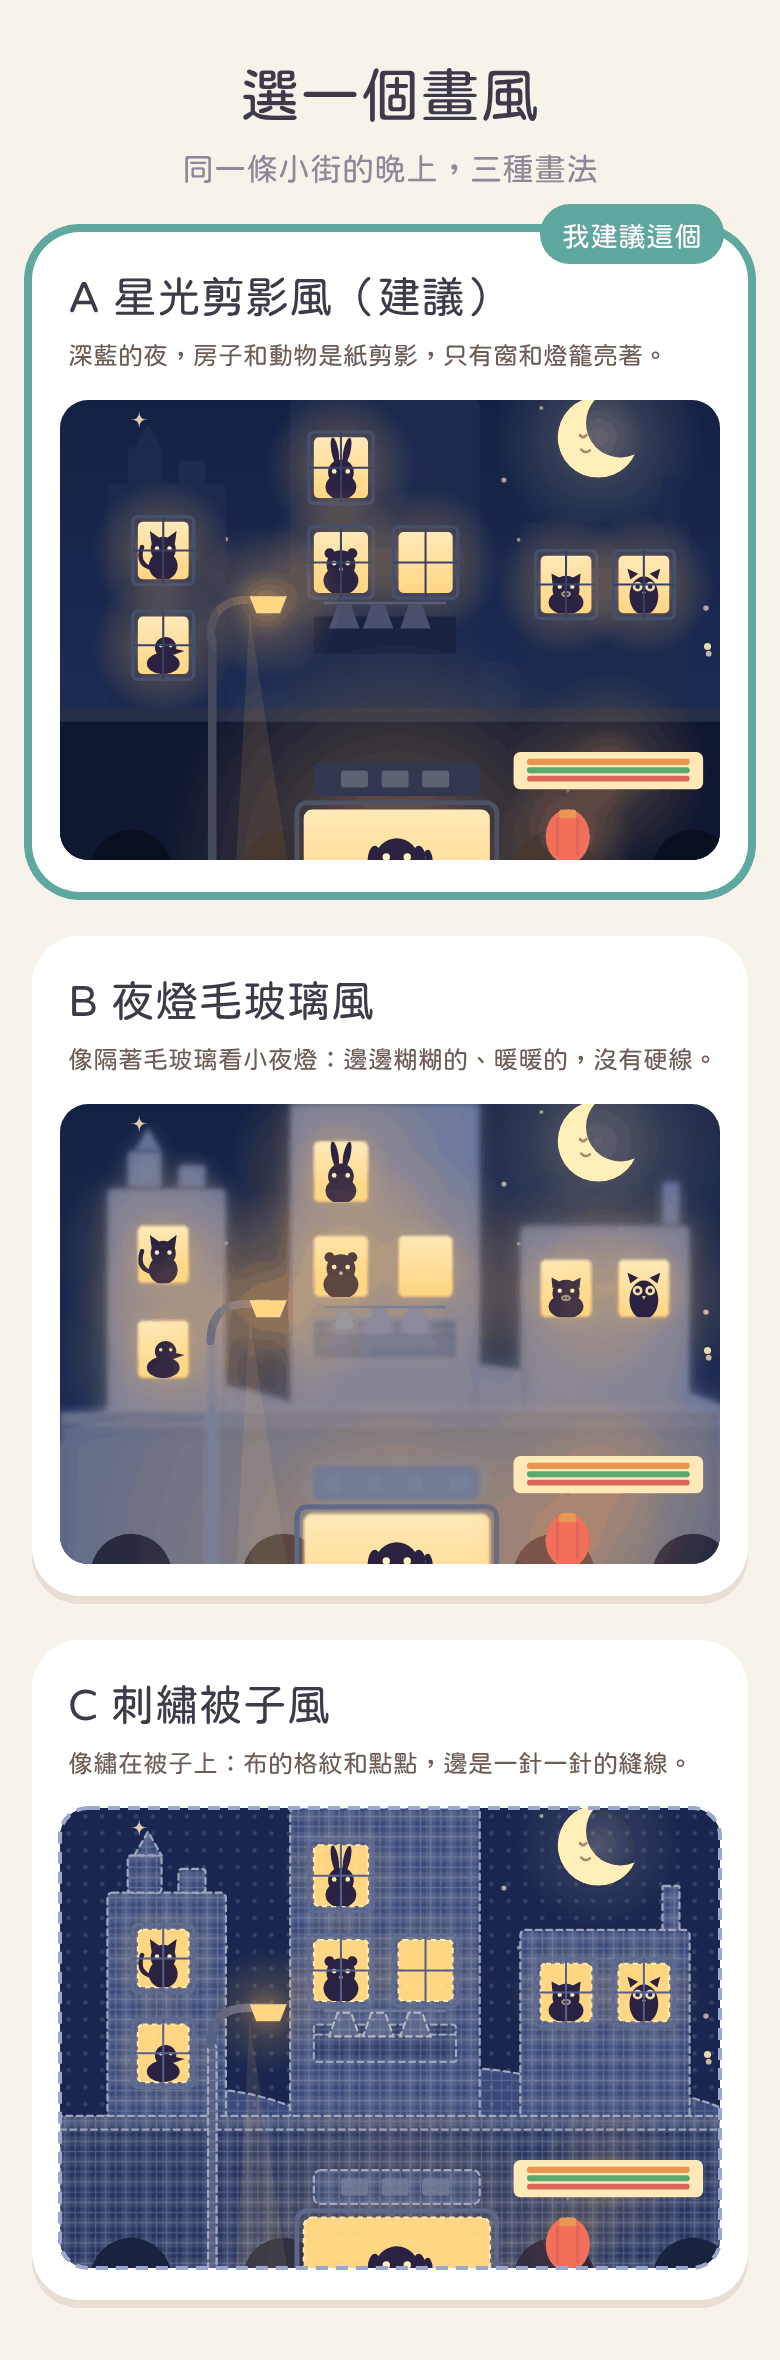 選一個畫風
同一條小街的晚上，三種畫法
我建議這個
A 星光剪影風（建議）
深藍的夜，房子和動物是紙剪影，只有窗和燈籠亮著。
B 夜燈毛玻璃風
像隔著毛玻璃看小夜燈：邊邊糊糊的、暖暖的，沒有硬線。
C 刺繡被子風
像繡在被子上：布的格紋和點點，邊是一針一針的縫線。